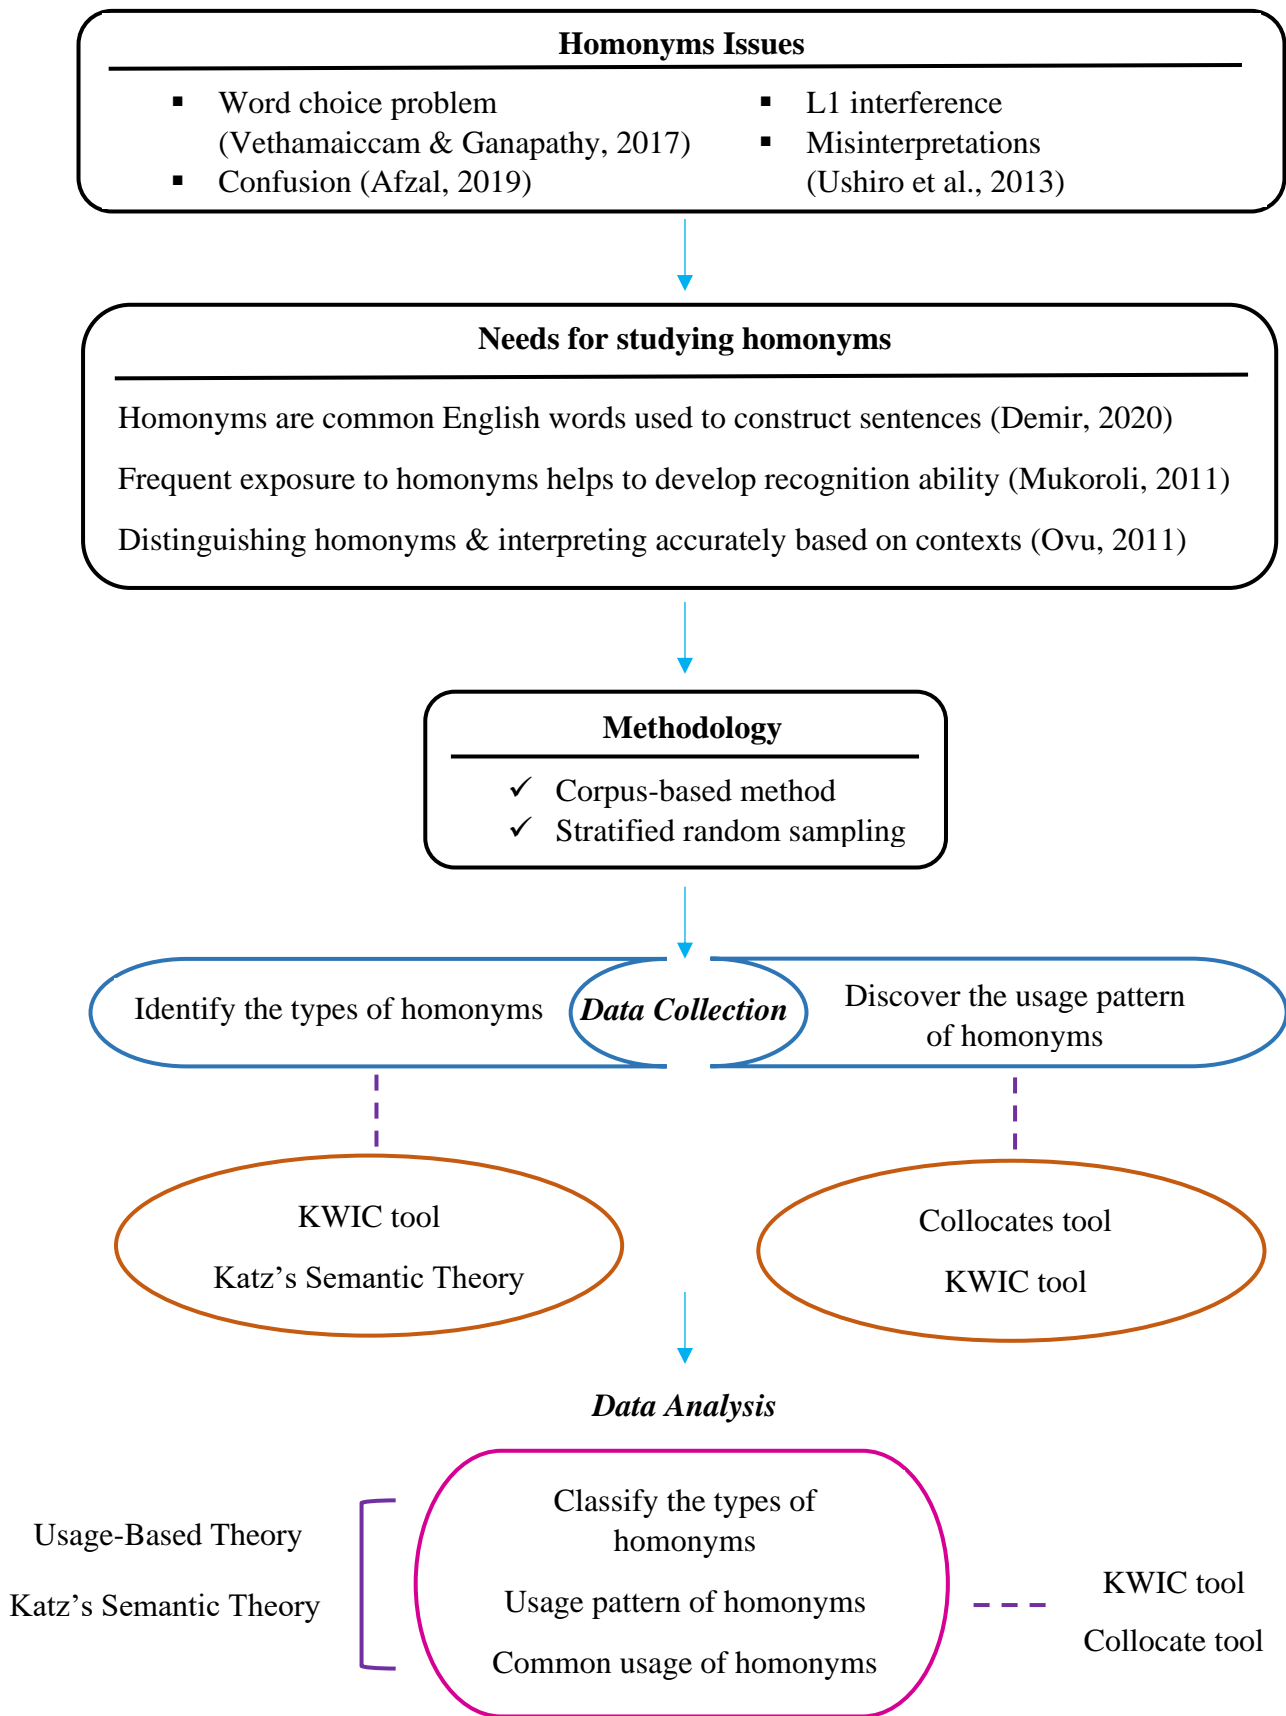 Homonyms Issues
▪ Word choice problem
(Vethamaiccam & Ganapathy, 2017)
▪ Confusion (Afzal, 2019)
▪ L1 interference
▪ Misinterpretations
(Ushiro et al., 2013)
Needs for studying homonyms
Homonyms are common English words used to construct sentences (Demir, 2020)
Frequent exposure to homonyms helps to develop recognition ability (Mukoroli, 2011)
Distinguishing homonyms & interpreting accurately based on contexts (Ovu, 2011)
Methodology
✓ Corpus-based method
✓ Stratified random sampling
Identify the types of homonyms
Data Collection
Discover the usage pattern
of homonyms
KWIC tool
Katz’s Semantic Theory
Collocates tool
KWIC tool
Data Analysis
Usage-Based Theory
Katz’s Semantic Theory
Classify the types of
homonyms
Usage pattern of homonyms
Common usage of homonyms
KWIC tool
Collocate tool